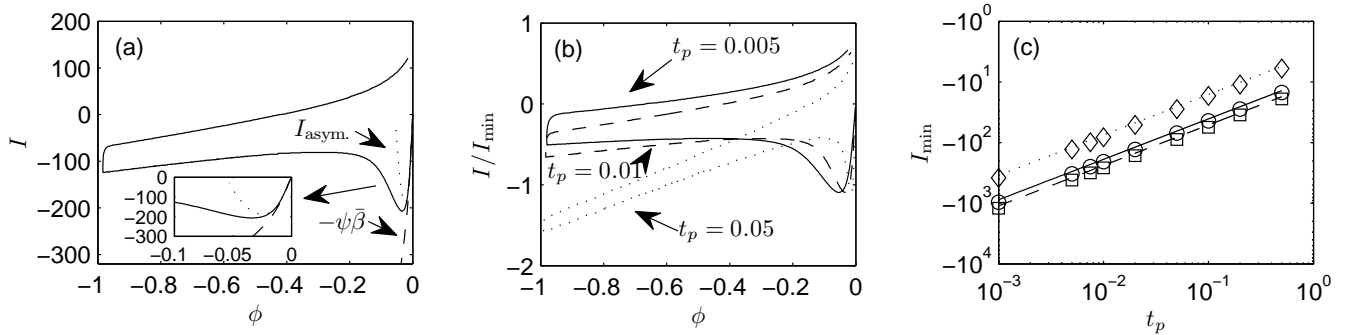 (a)
200
100
0
−100
−200
−300
I
I_asym.
−ψβ̄
0
−100
−200
−300
−0.1
−0.05
0
−1
−0.8
−0.6
−0.4
−0.2
0
ϕ
(b)
1
0
−1
−2
I/I_min
t_p = 0.005
t_p = 0.01
t_p = 0.05
−1
−0.8
−0.6
−0.4
−0.2
0
ϕ
(c)
−10^0
−10^1
−10^2
−10^3
−10^4
I_min
10^−3
10^−2
10^−1
10^0
t_p